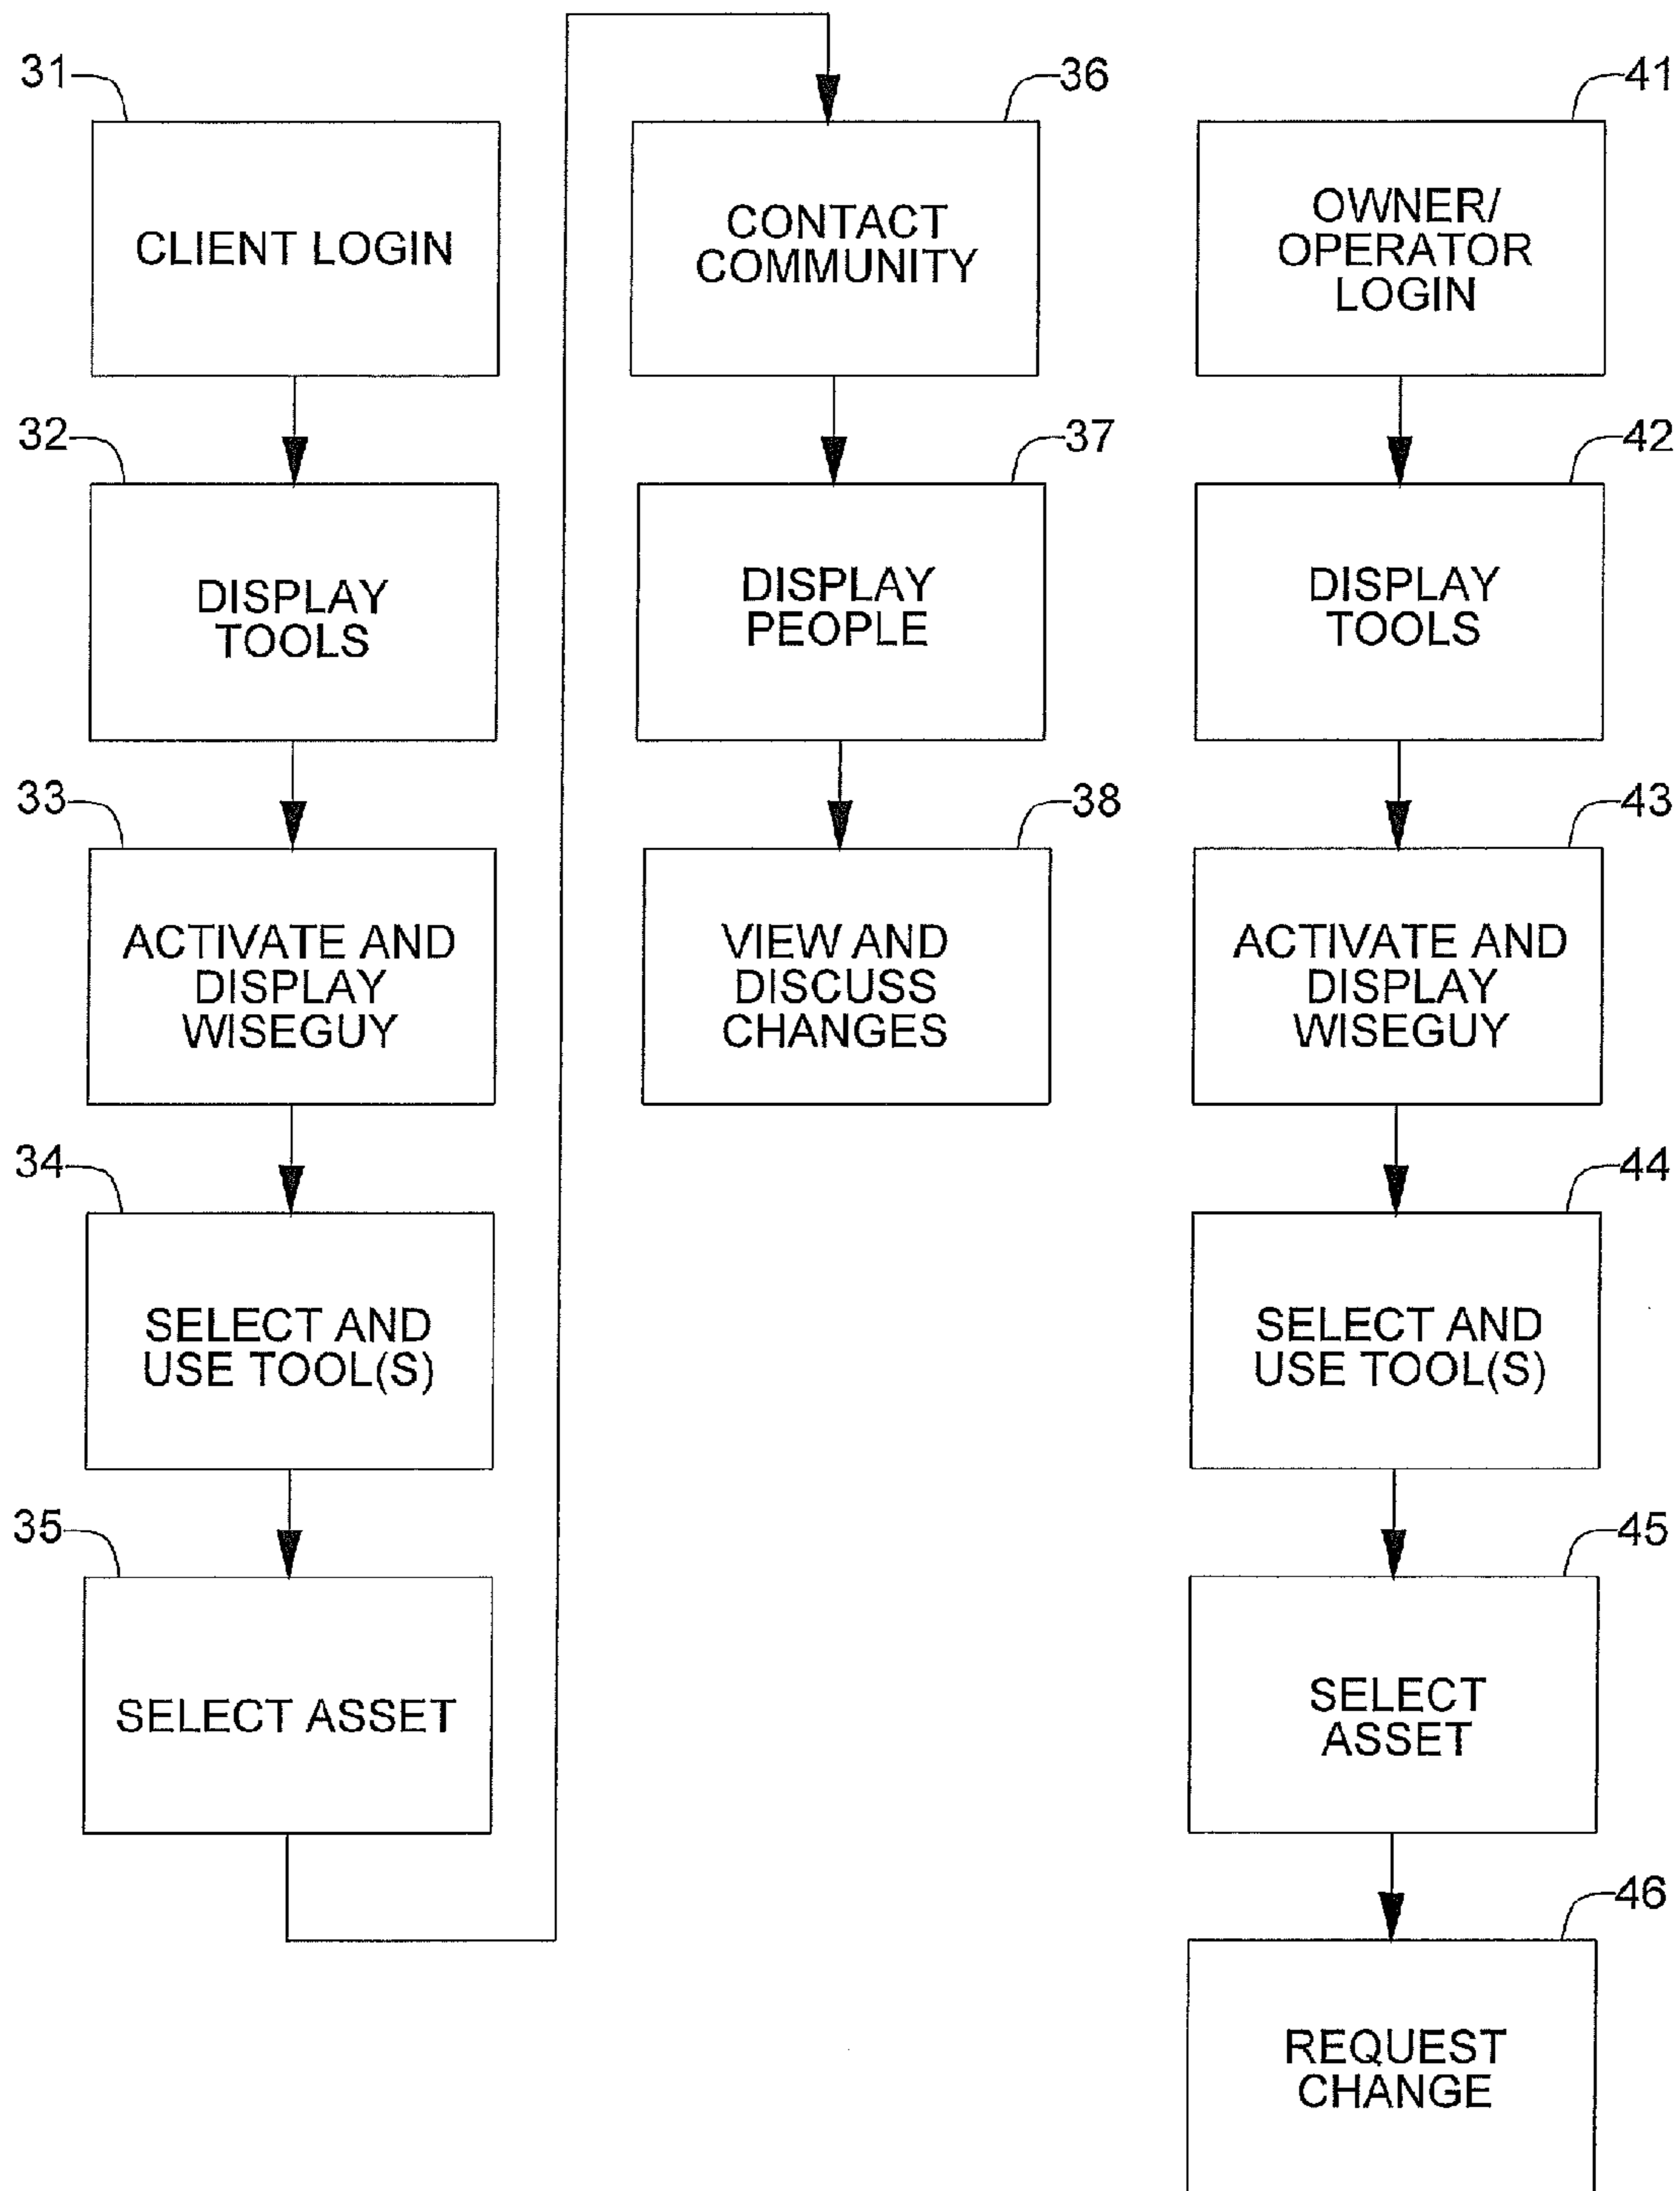 31
CLIENT LOGIN
32
DISPLAY
TOOLS
33
ACTIVATE AND
DISPLAY
WISEGUY
34
SELECT AND
USE TOOL(S)
35
SELECT ASSET
36
CONTACT
COMMUNITY
37
DISPLAY
PEOPLE
38
VIEW AND
DISCUSS
CHANGES
41
OWNER/
OPERATOR
LOGIN
42
DISPLAY
TOOLS
43
ACTIVATE AND
DISPLAY
WISEGUY
44
SELECT AND
USE TOOL(S)
45
SELECT
ASSET
46
REQUEST
CHANGE